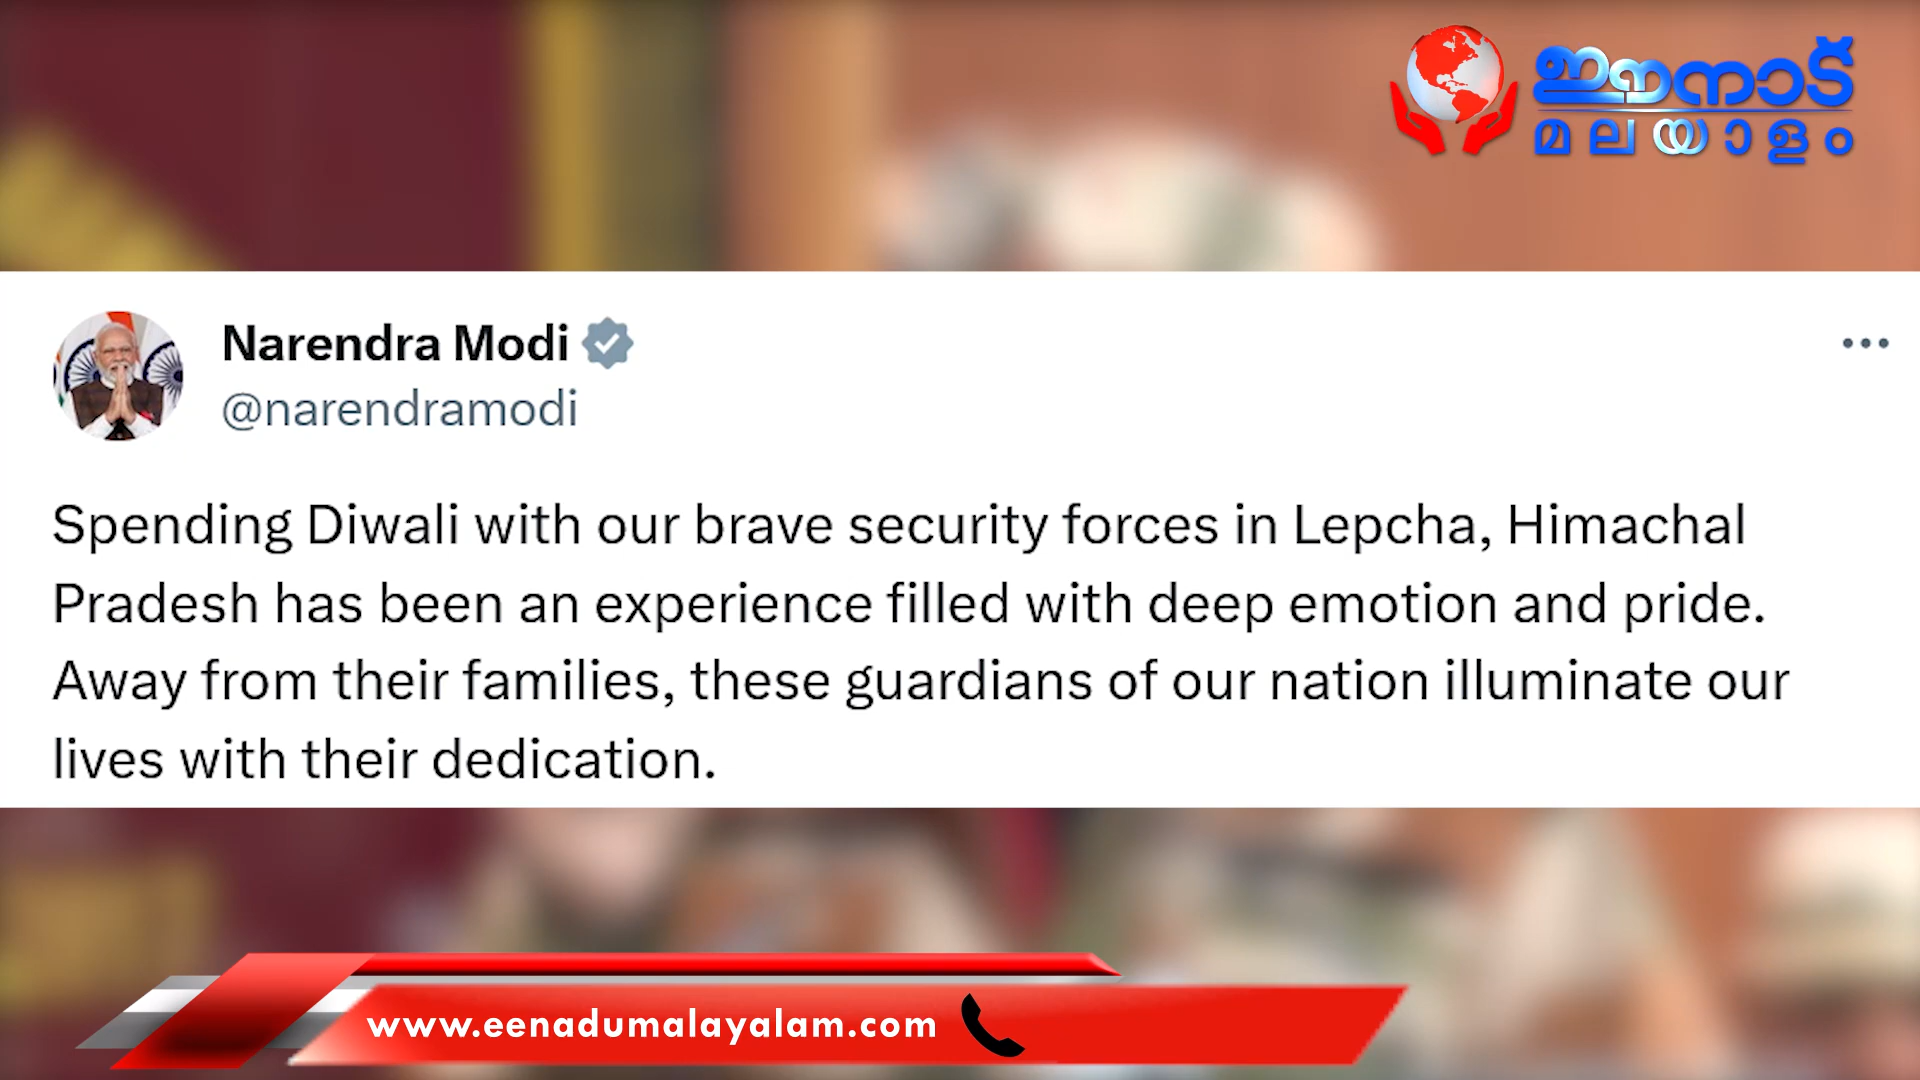 ഈനാട്
മലയാളം
Narendra Modi
@narendramodi
Spending Diwali with our brave security forces in Lepcha, Himachal
Pradesh has been an experience filled with deep emotion and pride.
Away from their families, these guardians of our nation illuminate our
lives with their dedication.
www.eenadumalayalam.com